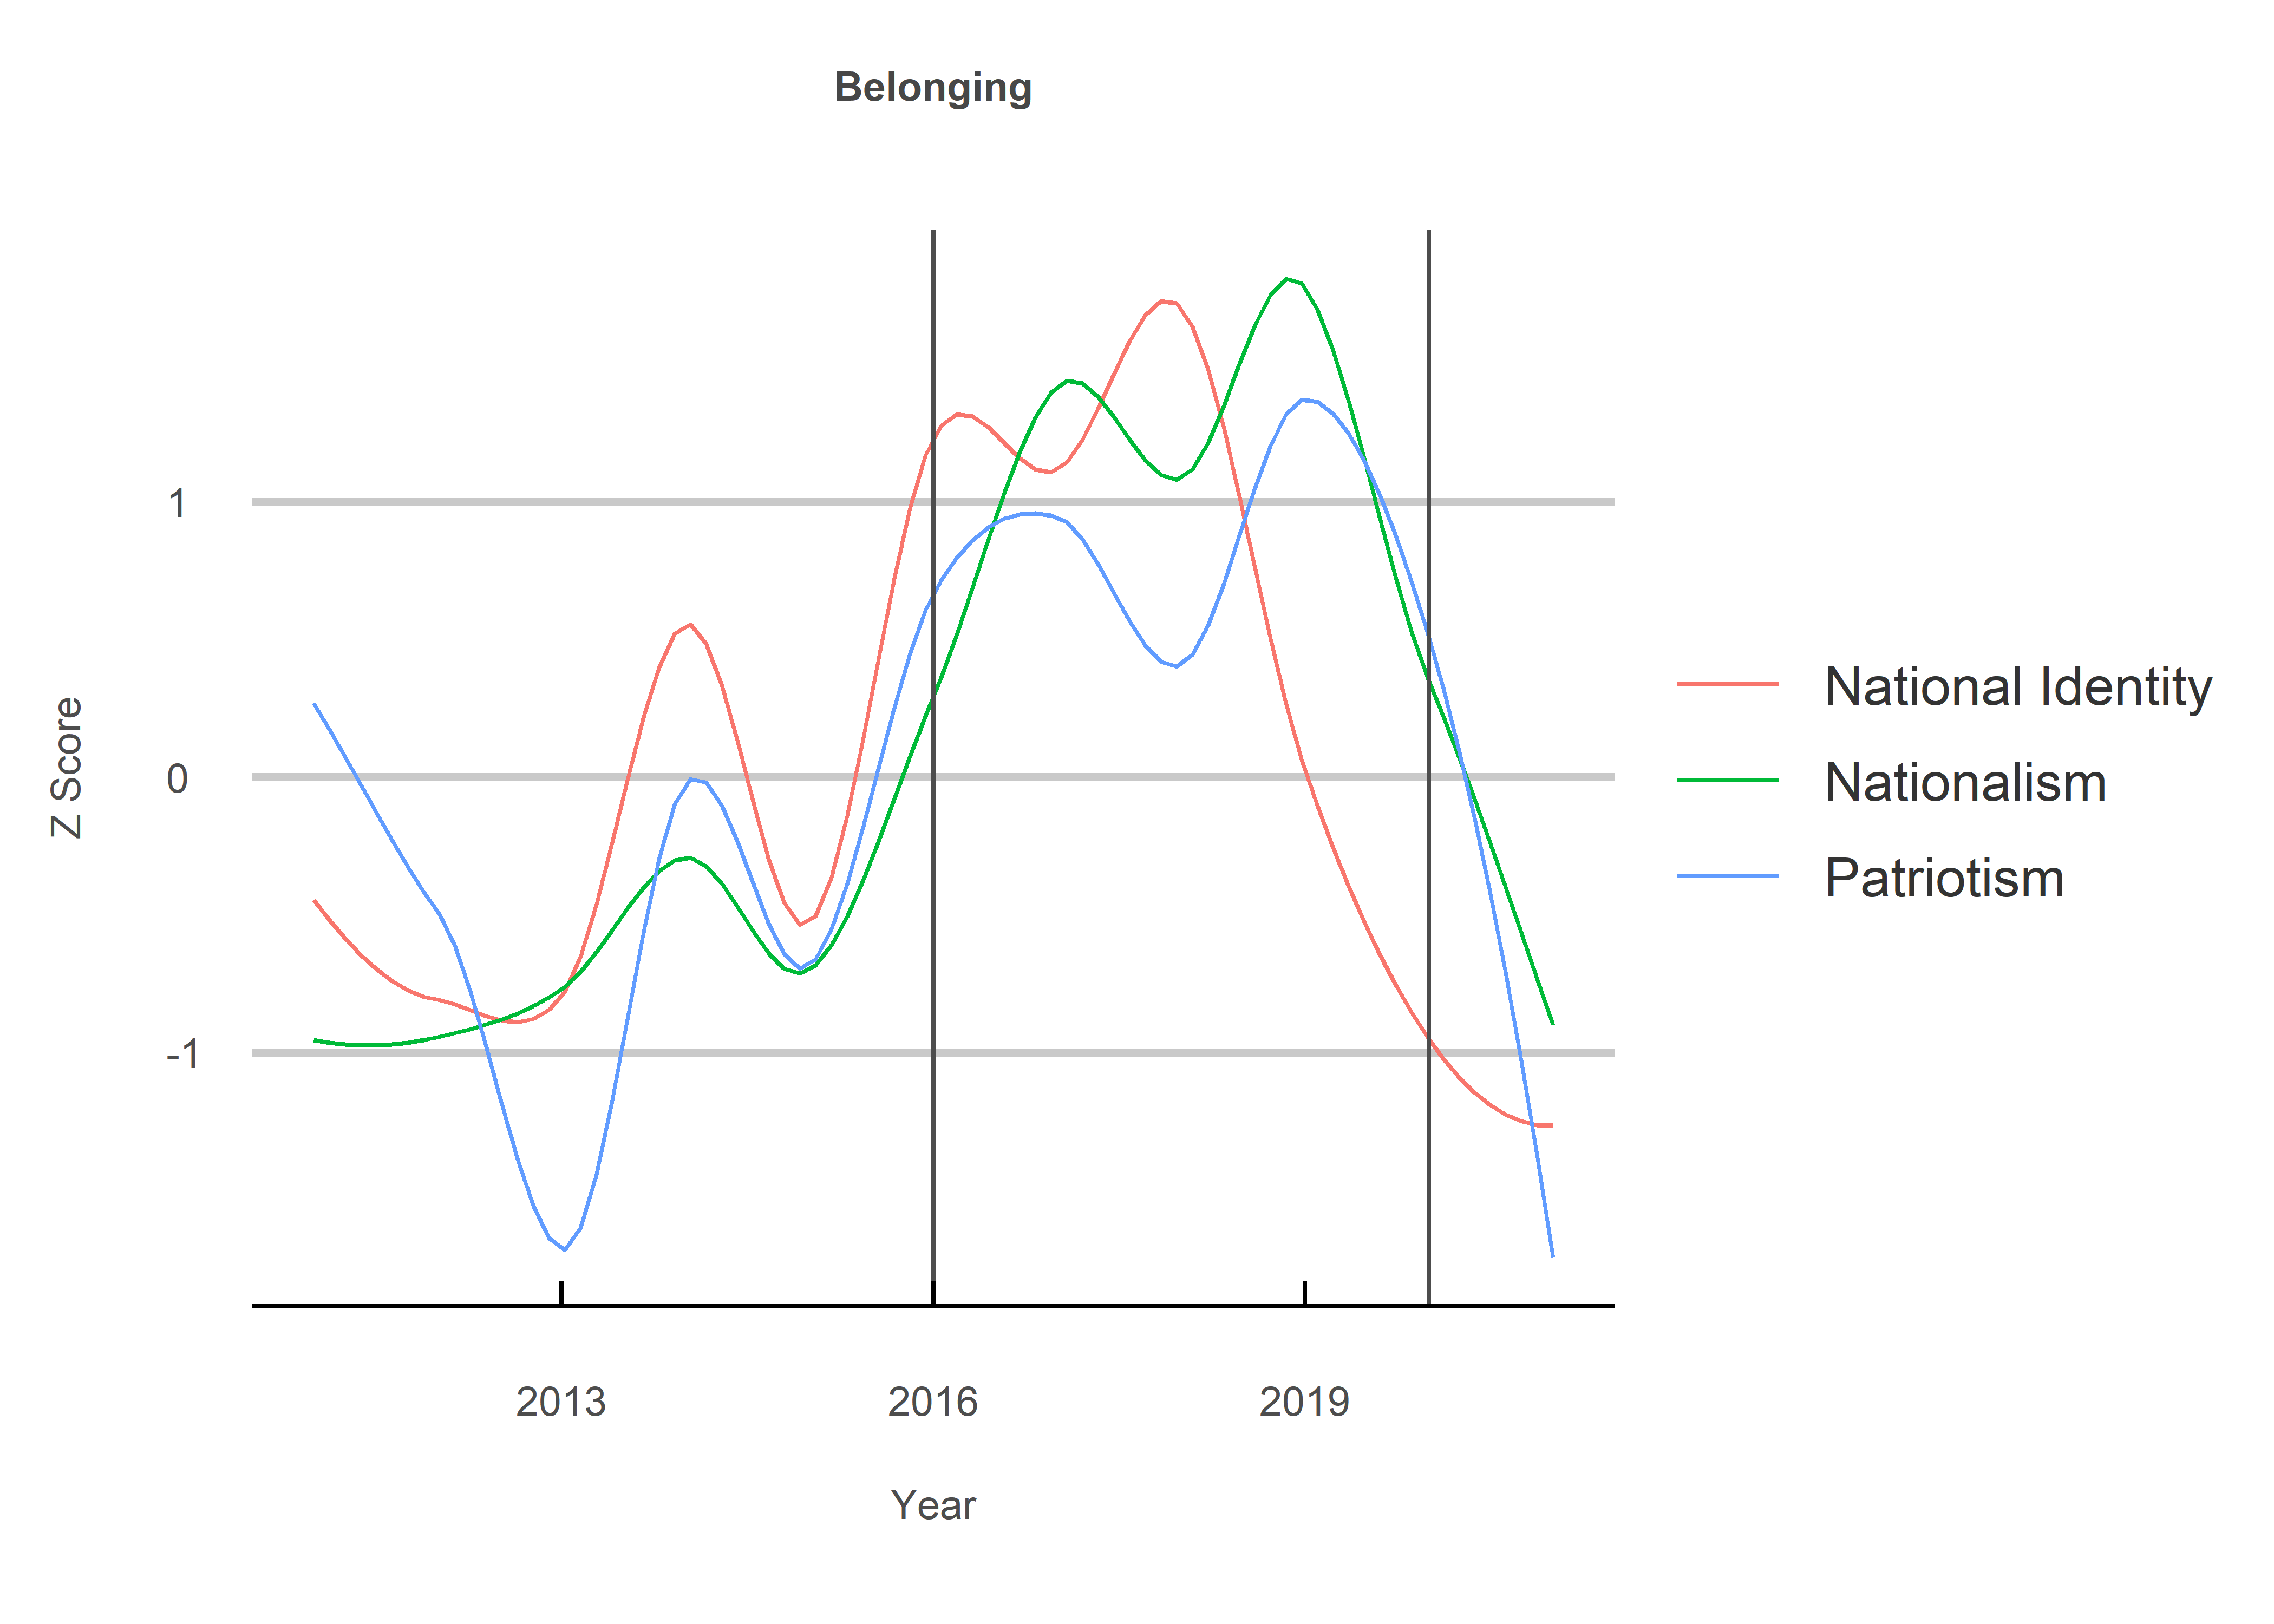 Belonging
Z Score
1
0
-1
2013
2016
2019
Year
National Identity
Nationalism
Patriotism